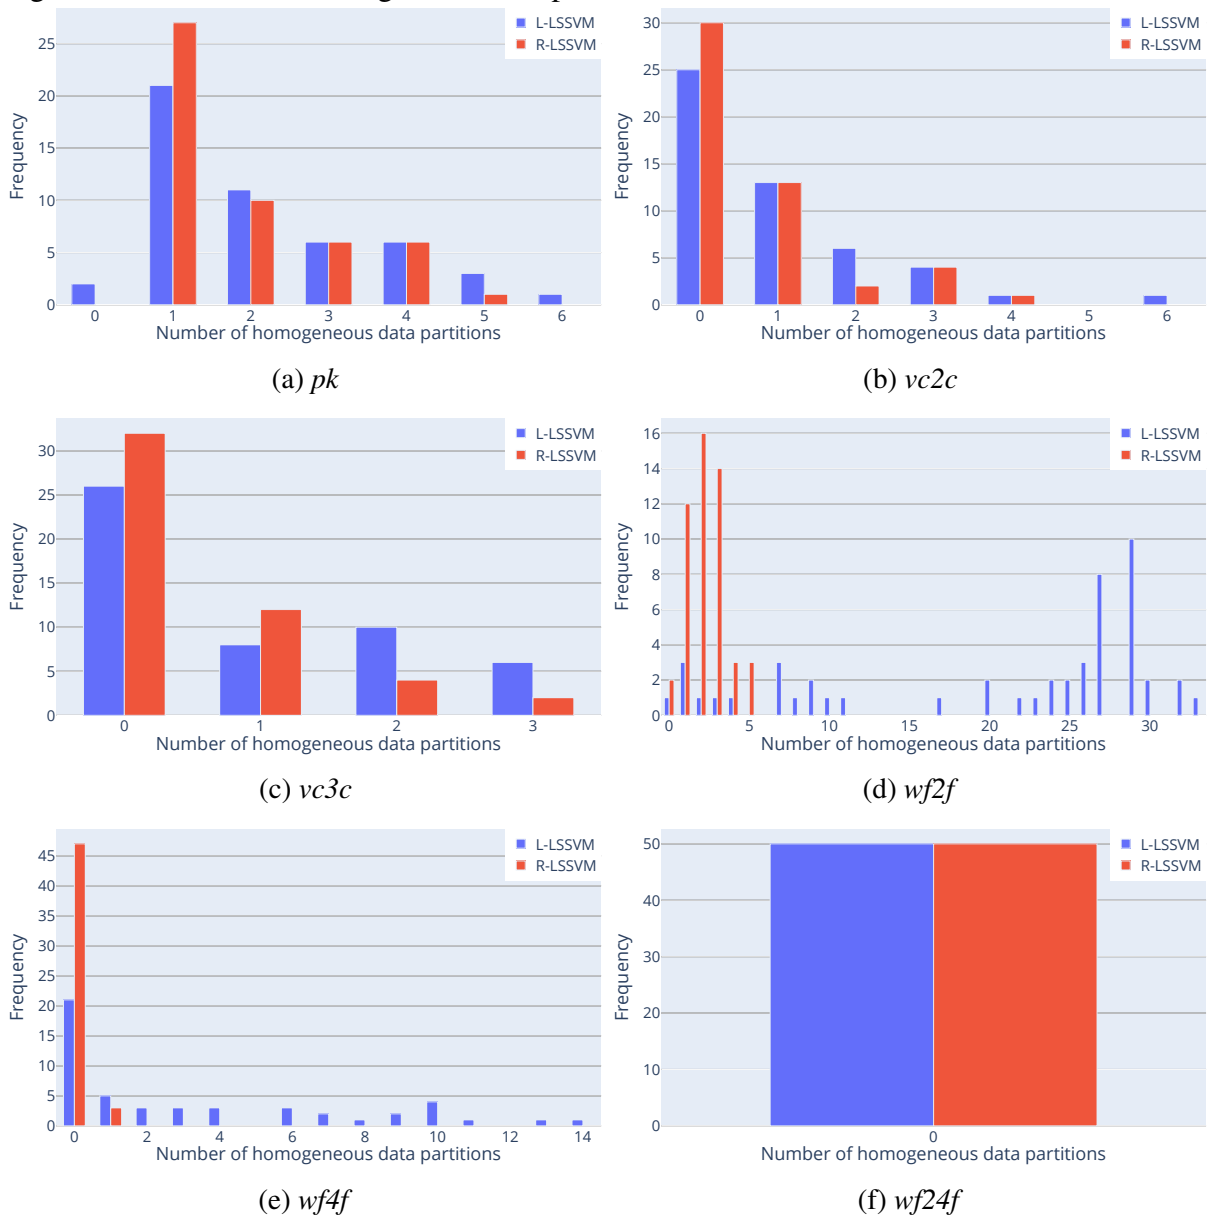 L-LSSVM
R-LSSVM
25
20
15
10
5
0
Frequency
0 1 2 3 4 5 6
Number of homogeneous data partitions
(a) pk
L-LSSVM
R-LSSVM
30
25
20
15
10
5
0
Frequency
0 1 2 3 4 5 6
Number of homogeneous data partitions
(b) vc2c
L-LSSVM
R-LSSVM
30
25
20
15
10
5
0
Frequency
0 1 2 3
Number of homogeneous data partitions
(c) vc3c
L-LSSVM
R-LSSVM
16
14
12
10
8
6
4
2
0
Frequency
0 5 10 15 20 25 30
Number of homogeneous data partitions
(d) wf2f
L-LSSVM
R-LSSVM
45
40
35
30
25
20
15
10
5
0
Frequency
0 2 4 6 8 10 12 14
Number of homogeneous data partitions
(e) wf4f
L-LSSVM
R-LSSVM
50
40
30
20
10
0
Frequency
0
Number of homogeneous data partitions
(f) wf24f